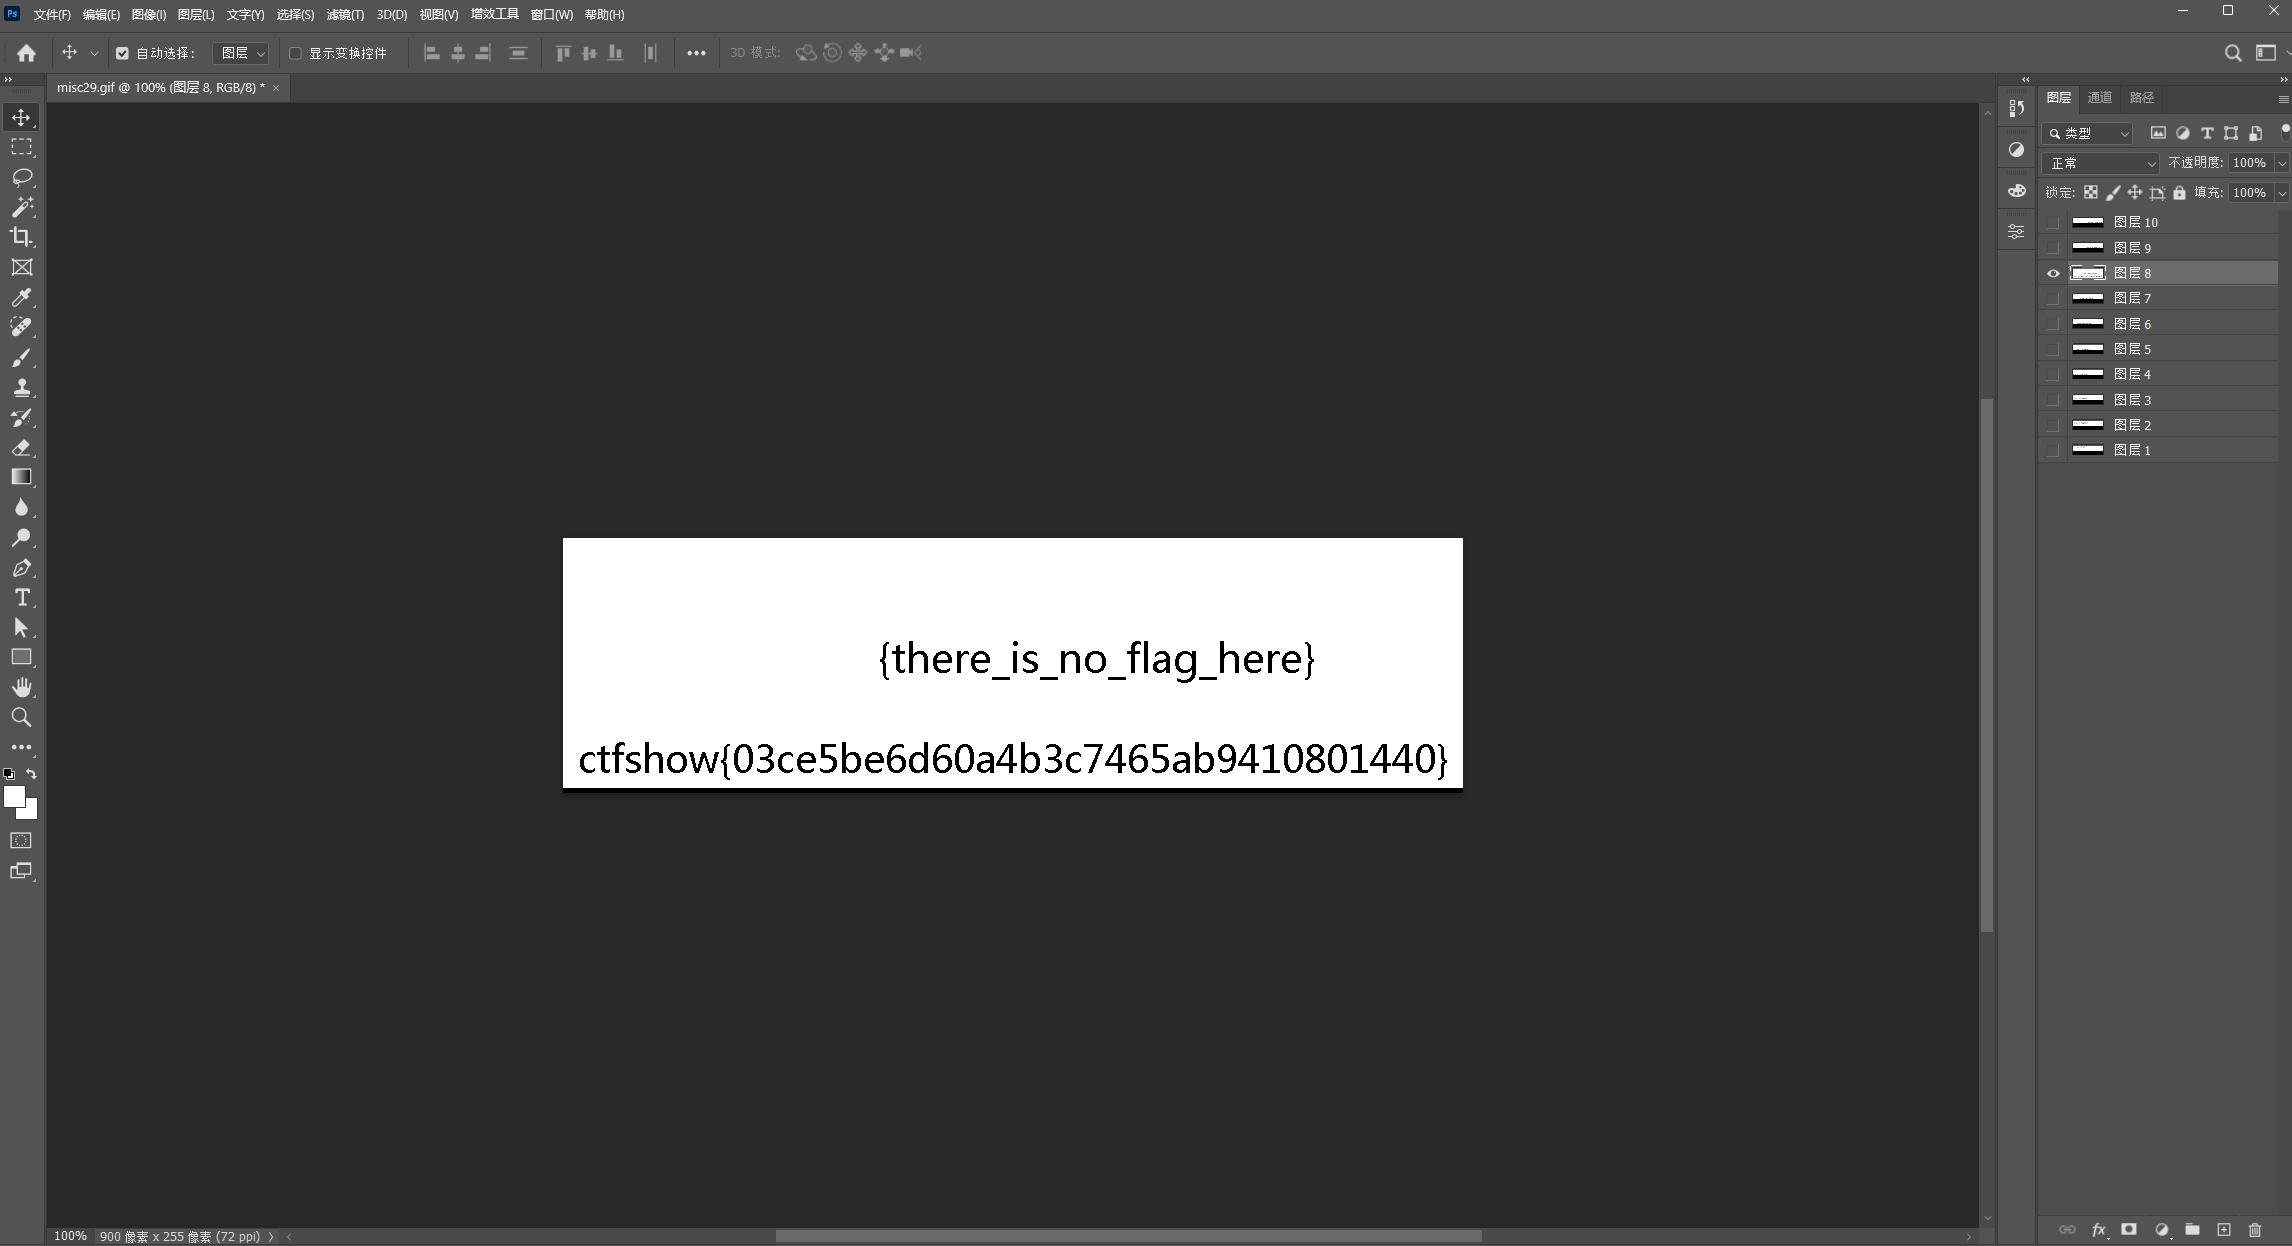 Ps 文件(F) 编辑(E) 图像(I) 图层(L) 文字(Y) 选择(S) 滤镜(T) 3D(D) 视图(V) 增效工具 窗口(W) 帮助(H)
自动选择: 图层 显示变换控件 3D 模式:
misc29.gif @ 100% (图层 8, RGB/8) *
图层 通道 路径
类型
正常 不透明度: 100%
锁定: 填充: 100%
图层 10
图层 9
图层 8
图层 7
图层 6
图层 5
图层 4
图层 3
图层 2
图层 1
{there_is_no_flag_here}
ctfshow{03ce5be6d60a4b3c7465ab9410801440}
100% 900 像素 x 255 像素 (72 ppi)
fx